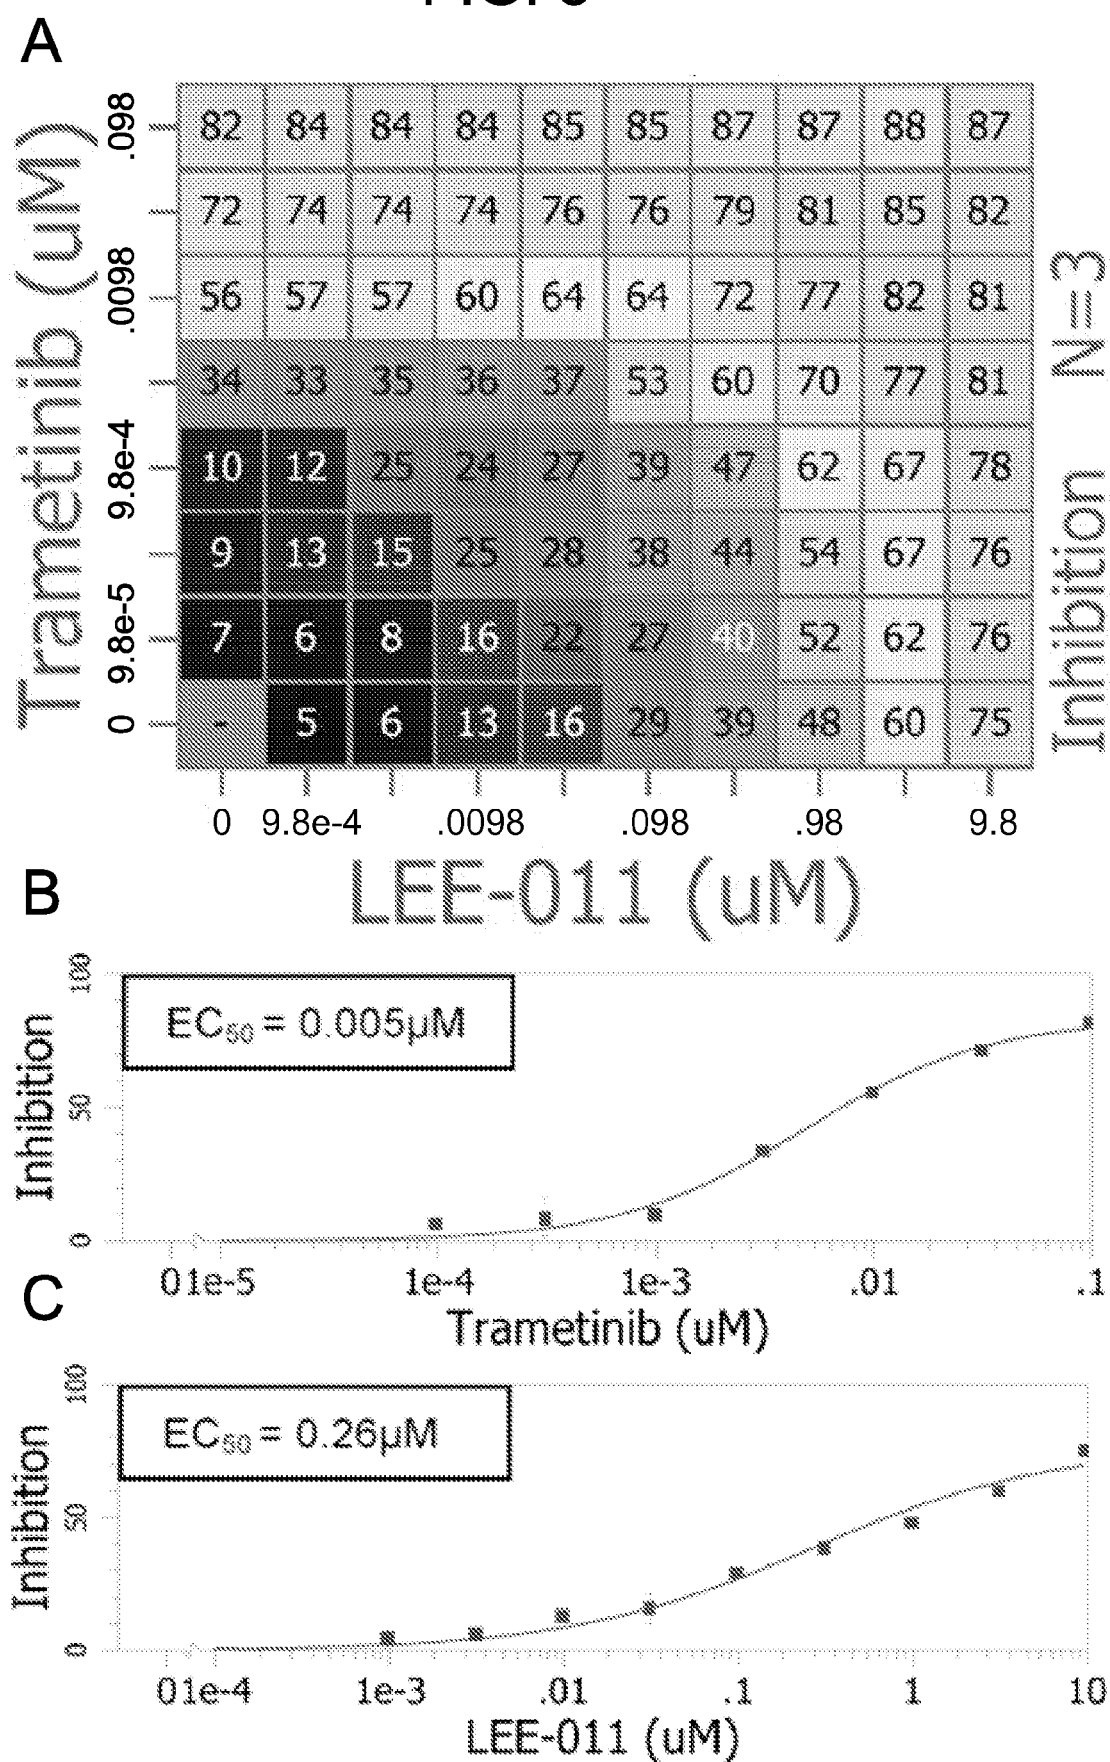 A
Trametinib (uM)
.098
.0098
9.8e-4
9.8e-5
0
82 84 84 84 85 85 87 87 88 87
72 74 74 74 76 76 79 81 85 82
56 57 57 60 64 64 72 77 82 81
34 33 35 36 37 53 60 70 77 81
10 12 25 24 27 39 47 62 67 78
9 13 15 25 28 38 44 54 67 76
7 6 8 16 22 27 40 52 62 76
- 5 6 13 16 29 39 48 60 75
Inhibition N=3
0 9.8e-4 .0098 .098 .98 9.8
LEE-011 (uM)
B
EC50 = 0.005µM
Inhibition
100
50
0
01e-5 1e-4 1e-3 .01 .1
Trametinib (uM)
C
EC50 = 0.26µM
Inhibition
100
50
0
01e-4 1e-3 .01 .1 1 10
LEE-011 (uM)